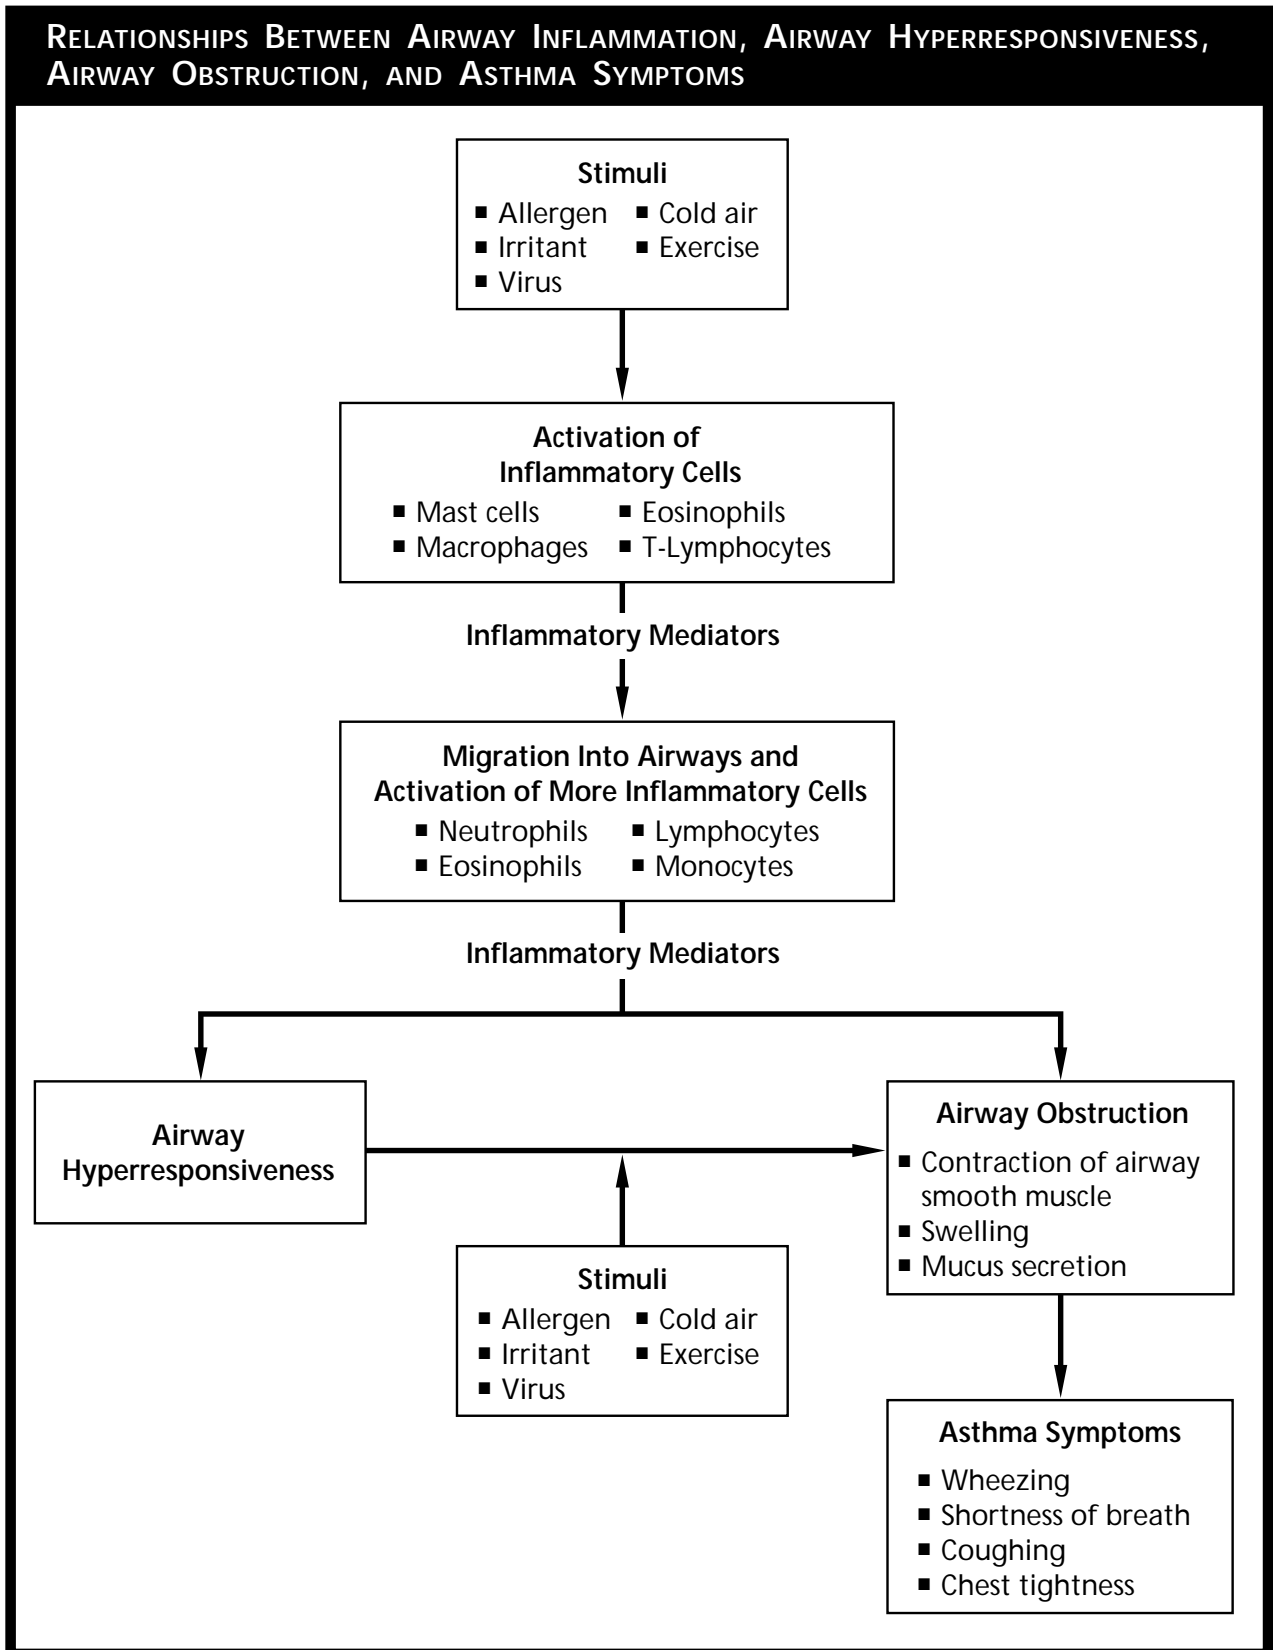 RELATIONSHIPS BETWEEN AIRWAY INFLAMMATION, AIRWAY HYPERRESPONSIVENESS,
AIRWAY OBSTRUCTION, AND ASTHMA SYMPTOMS
Stimuli
■ Allergen ■ Cold air
■ Irritant ■ Exercise
■ Virus
Activation of
Inflammatory Cells
■ Mast cells ■ Eosinophils
■ Macrophages ■ T-Lymphocytes
Inflammatory Mediators
Migration Into Airways and
Activation of More Inflammatory Cells
■ Neutrophils ■ Lymphocytes
■ Eosinophils ■ Monocytes
Inflammatory Mediators
Airway
Hyperresponsiveness
Airway Obstruction
■ Contraction of airway
smooth muscle
■ Swelling
■ Mucus secretion
Stimuli
■ Allergen ■ Cold air
■ Irritant ■ Exercise
■ Virus
Asthma Symptoms
■ Wheezing
■ Shortness of breath
■ Coughing
■ Chest tightness